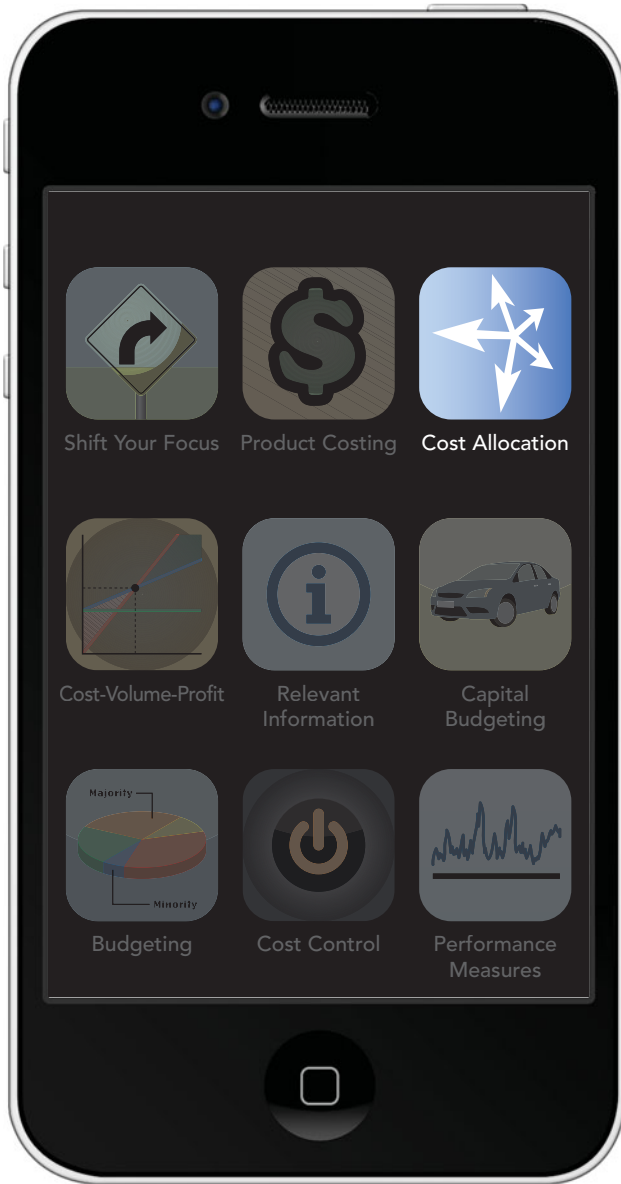 Shift Your Focus
Product Costing
Cost Allocation
Cost-Volume-Profit
Relevant
Information
Capital
Budgeting
Majority
Minority
Budgeting
Cost Control
Performance
Measures